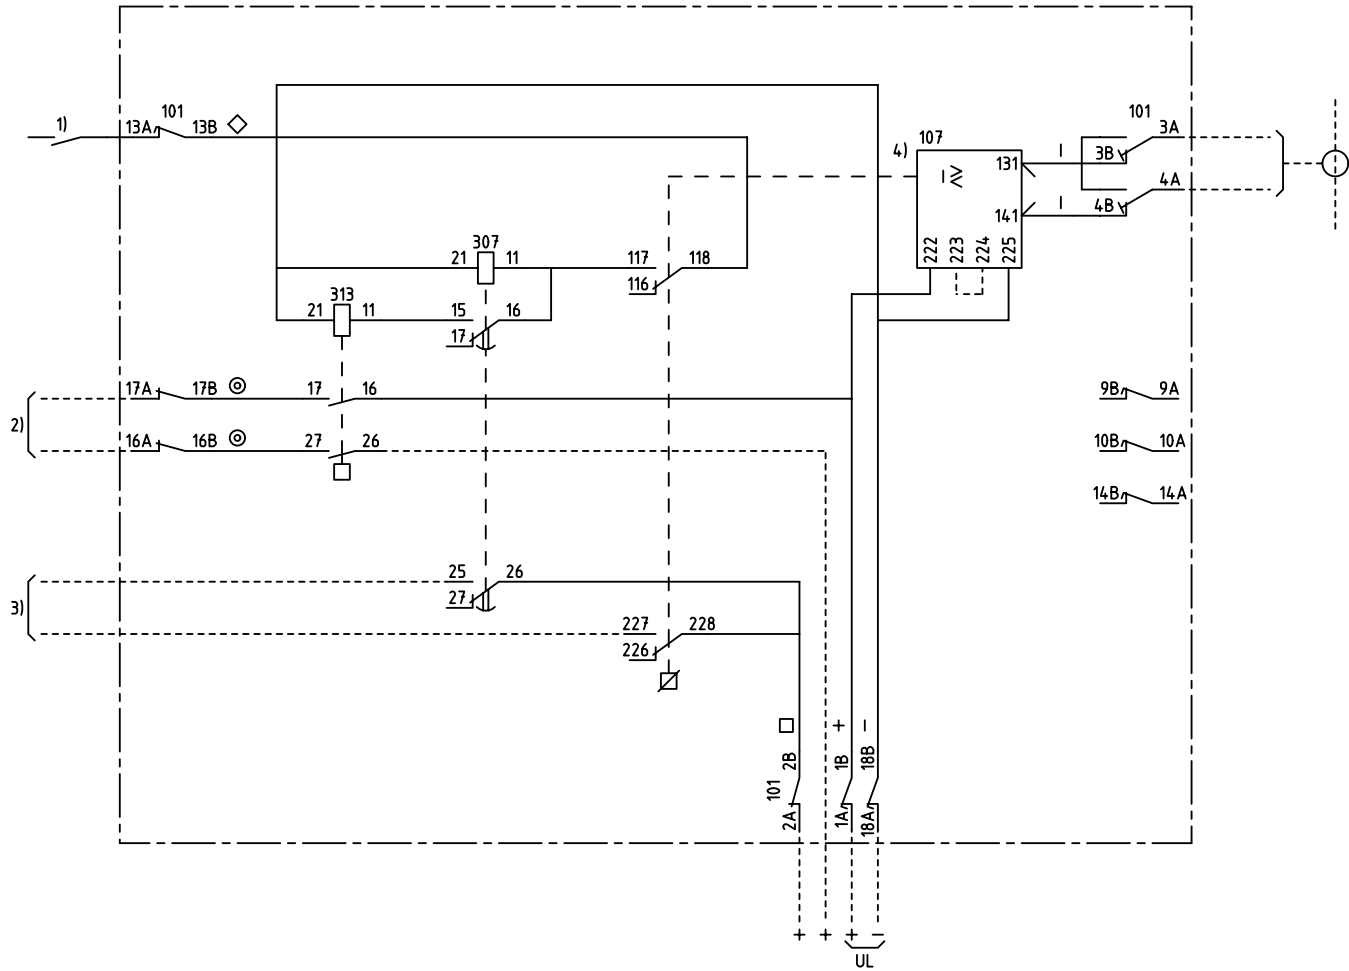 1) 13A 101 13B
101 3A
3B
4A
4B
4) 107
131
I
I
141
222 223 224 225
307
21 11 117 118
116
313
21 11 15 16
17
17A 17B 17 16
2)
16A 16B 27 26
9B 9A
10B 10A
14B 14A
25 26
3)
27
227 228
226
+ −
2B 1B 18B
101
2A 1A 18A
+ + + −
UL